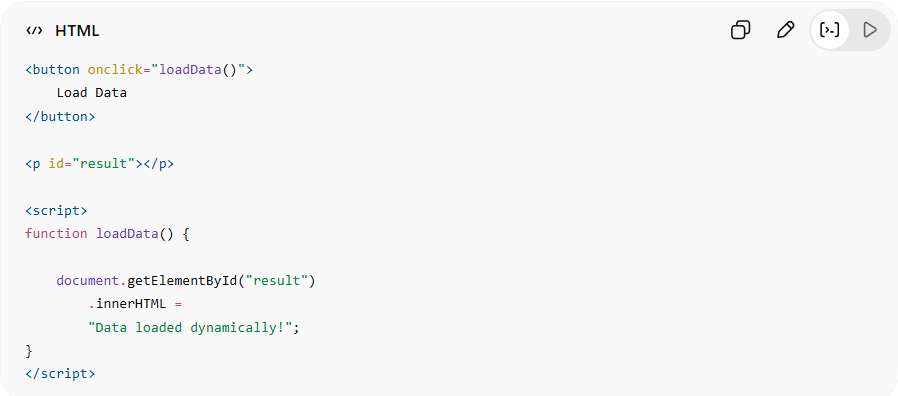 HTML
<button onclick="loadData()">
    Load Data
</button>
<p id="result"></p>
<script>
function loadData() {
    document.getElementById("result")
        .innerHTML =
        "Data loaded dynamically!";
}
</script>